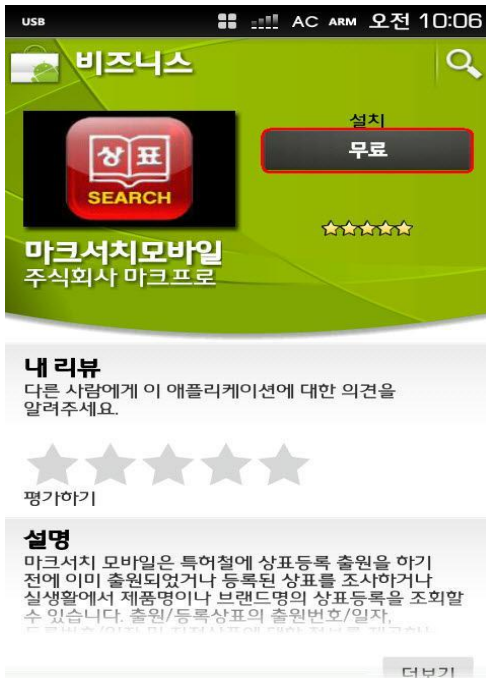 USB AC ARM 오전 10:06
비즈니스
상표
SEARCH
설치
무료
마크서치모바일
주식회사 마크프로
내 리뷰
다른 사람에게 이 애플리케이션에 대한 의견을
알려주세요.
평가하기
설명
마크서치 모바일은 특허철에 상표등록 출원을 하기
전에 이미 출원되었거나 등록된 상표를 조사하거나
실생활에서 제품명이나 브랜드명의 상표등록을 조회할
수 있습니다. 출원/등록상표의 출원번호/일자,
더보기